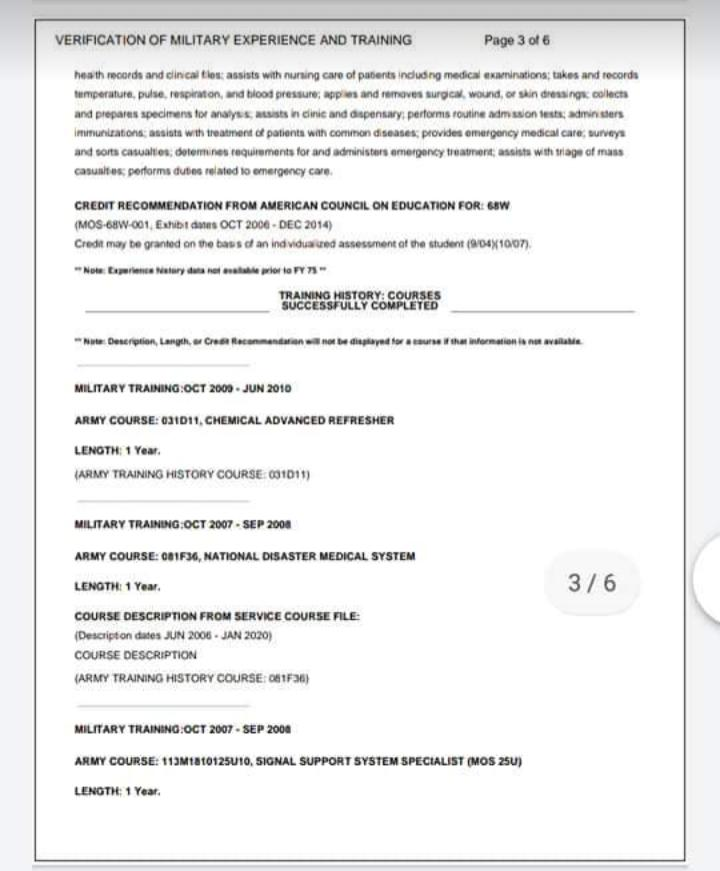 VERIFICATION OF MILITARY EXPERIENCE AND TRAINING Page 3 of 6
health records and clinical files; assists with nursing care of patients including medical examinations; takes and records
temperature, pulse, respiration, and blood pressure; applies and removes surgical, wound, or skin dressings; collects
and prepares specimens for analysis; assists in clinic and dispensary; performs routine admission tests; administers
immunizations; assists with treatment of patients with common diseases; provides emergency medical care; surveys
and sorts casualties; determines requirements for and administers emergency treatment; assists with triage of mass
casualties; performs duties related to emergency care.
CREDIT RECOMMENDATION FROM AMERICAN COUNCIL ON EDUCATION FOR: 68W
(MOS-68W-001, Exhibit dates OCT 2006 - DEC 2014)
Credit may be granted on the basis of an individualized assessment of the student (9/04)(10/07).
** Note: Experience history data not available prior to FY 75 **
TRAINING HISTORY: COURSES
SUCCESSFULLY COMPLETED
** Note: Description, Length, or Credit Recommendation will not be displayed for a course if that information is not available.
MILITARY TRAINING:OCT 2009 - JUN 2010
ARMY COURSE: 031D11, CHEMICAL ADVANCED REFRESHER
LENGTH: 1 Year.
(ARMY TRAINING HISTORY COURSE: 031D11)
MILITARY TRAINING:OCT 2007 - SEP 2008
ARMY COURSE: 081F36, NATIONAL DISASTER MEDICAL SYSTEM
LENGTH: 1 Year.
3 / 6
COURSE DESCRIPTION FROM SERVICE COURSE FILE:
(Description dates JUN 2006 - JAN 2020)
COURSE DESCRIPTION
(ARMY TRAINING HISTORY COURSE: 081F36)
MILITARY TRAINING:OCT 2007 - SEP 2008
ARMY COURSE: 113M1810125U10, SIGNAL SUPPORT SYSTEM SPECIALIST (MOS 25U)
LENGTH: 1 Year.